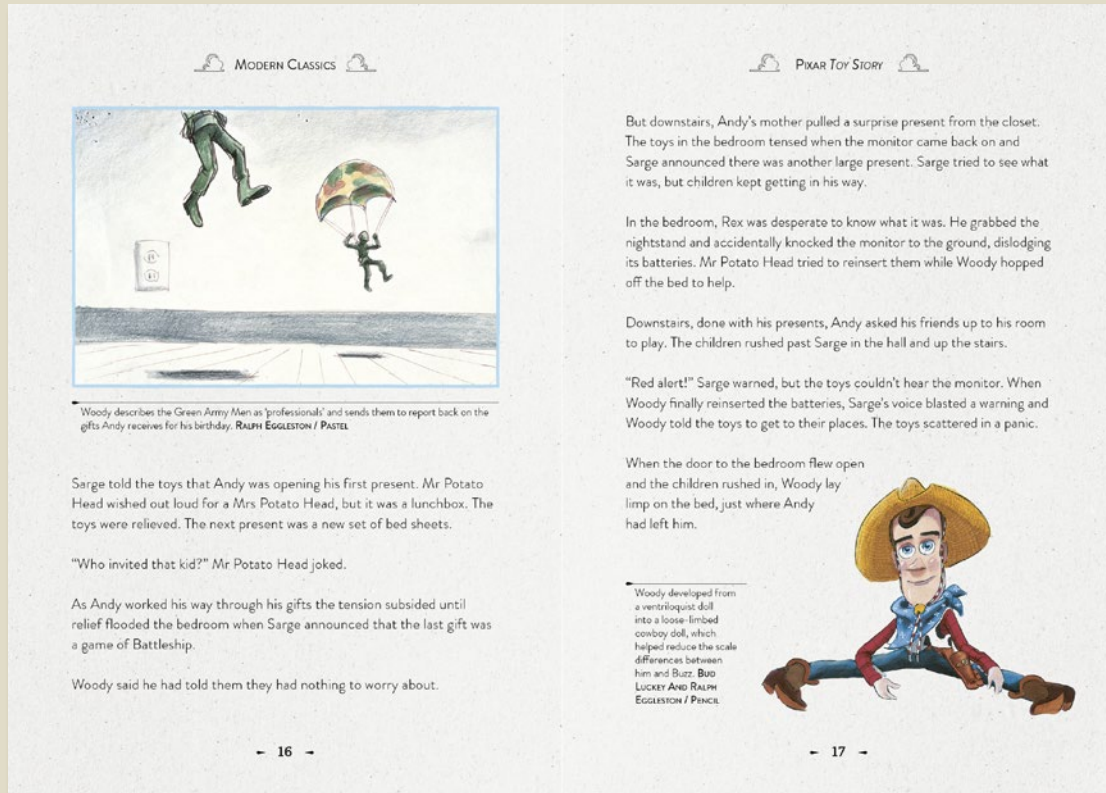 MODERN CLASSICS
Woody describes the Green Army Men as 'professionals' and sends them to report back on the
gifts Andy receives for his birthday. RALPH EGGLESTON / PASTEL
Sarge told the toys that Andy was opening his first present. Mr Potato
Head wished out loud for a Mrs Potato Head, but it was a lunchbox. The
toys were relieved. The next present was a new set of bed sheets.
“Who invited that kid?” Mr Potato Head joked.
As Andy worked his way through his gifts the tension subsided until
relief flooded the bedroom when Sarge announced that the last gift was
a game of Battleship.
Woody said he had told them they had nothing to worry about.
16
PIXAR TOY STORY
But downstairs, Andy’s mother pulled a surprise present from the closet.
The toys in the bedroom tensed when the monitor came back on and
Sarge announced there was another large present. Sarge tried to see what
it was, but children kept getting in his way.
In the bedroom, Rex was desperate to know what it was. He grabbed the
nightstand and accidentally knocked the monitor to the ground, dislodging
its batteries. Mr Potato Head tried to reinsert them while Woody hopped
off the bed to help.
Downstairs, done with his presents, Andy asked his friends up to his room
to play. The children rushed past Sarge in the hall and up the stairs.
“Red alert!” Sarge warned, but the toys couldn’t hear the monitor. When
Woody finally reinserted the batteries, Sarge’s voice blasted a warning and
Woody told the toys to get to their places. The toys scattered in a panic.
When the door to the bedroom flew open
and the children rushed in, Woody lay
limp on the bed, just where Andy
had left him.
Woody developed from
a ventriloquist doll
into a loose-limbed
cowboy doll, which
helped reduce the scale
differences between
him and Buzz. BUD
LUCKEY AND RALPH
EGGLESTON / PENCIL
17